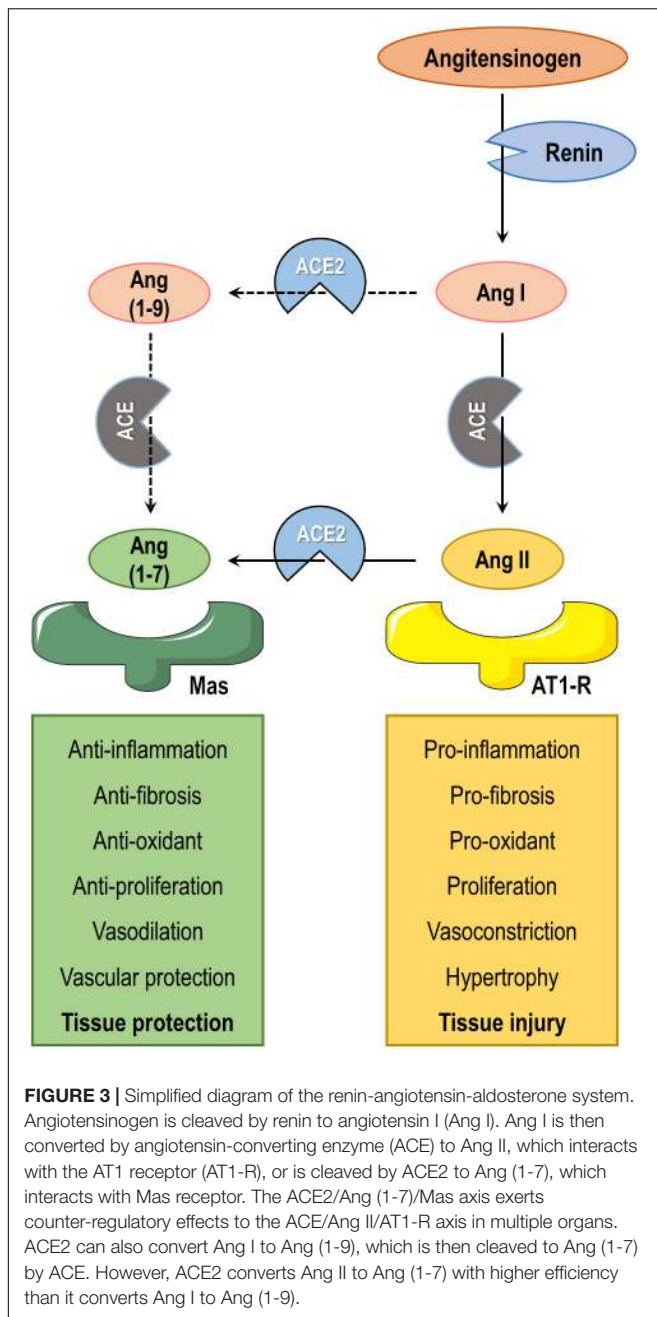 Angitensinogen
Renin
ACE2
Ang
(1-9)
Ang I
ACE
ACE
Ang
(1-7)
ACE2
Ang II
Mas
AT1-R
Anti-inflammation
Anti-fibrosis
Anti-oxidant
Anti-proliferation
Vasodilation
Vascular protection
Tissue protection
Pro-inflammation
Pro-fibrosis
Pro-oxidant
Proliferation
Vasoconstriction
Hypertrophy
Tissue injury
FIGURE 3 | Simplified diagram of the renin-angiotensin-aldosterone system.
Angiotensinogen is cleaved by renin to angiotensin I (Ang I). Ang I is then
converted by angiotensin-converting enzyme (ACE) to Ang II, which interacts
with the AT1 receptor (AT1-R), or is cleaved by ACE2 to Ang (1-7), which
interacts with Mas receptor. The ACE2/Ang (1-7)/Mas axis exerts
counter-regulatory effects to the ACE/Ang II/AT1-R axis in multiple organs.
ACE2 can also convert Ang I to Ang (1-9), which is then cleaved to Ang (1-7)
by ACE. However, ACE2 converts Ang II to Ang (1-7) with higher efficiency
than it converts Ang I to Ang (1-9).